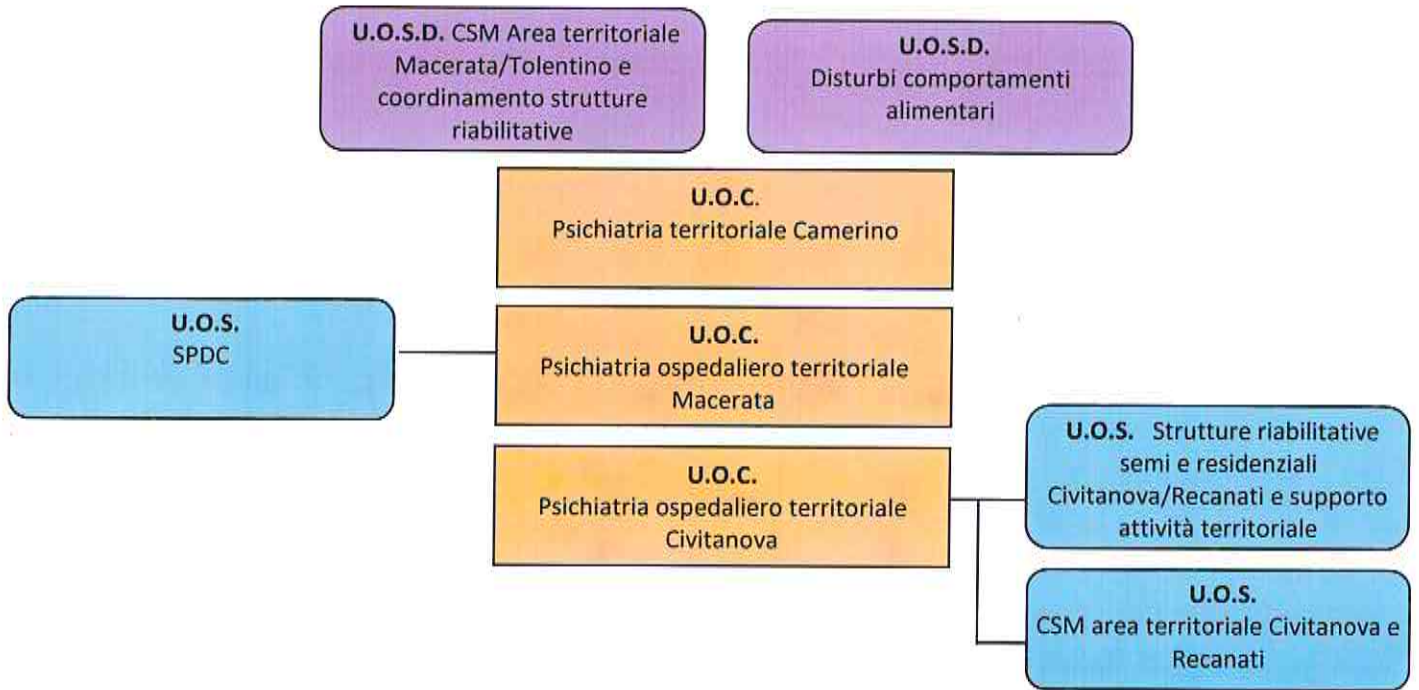 U.O.S.D. CSM Area territoriale
Macerata/Tolentino e
coordinamento strutture
riabilitative
U.O.S.D.
Disturbi comportamenti
alimentari
U.O.C.
Psichiatria territoriale Camerino
U.O.S.
SPDC
U.O.C.
Psichiatria ospedaliero territoriale
Macerata
U.O.C.
Psichiatria ospedaliero territoriale
Civitanova
U.O.S. Strutture riabilitative
semi e residenziali
Civitanova/Recanati e supporto
attività territoriale
U.O.S.
CSM area territoriale Civitanova e
Recanati